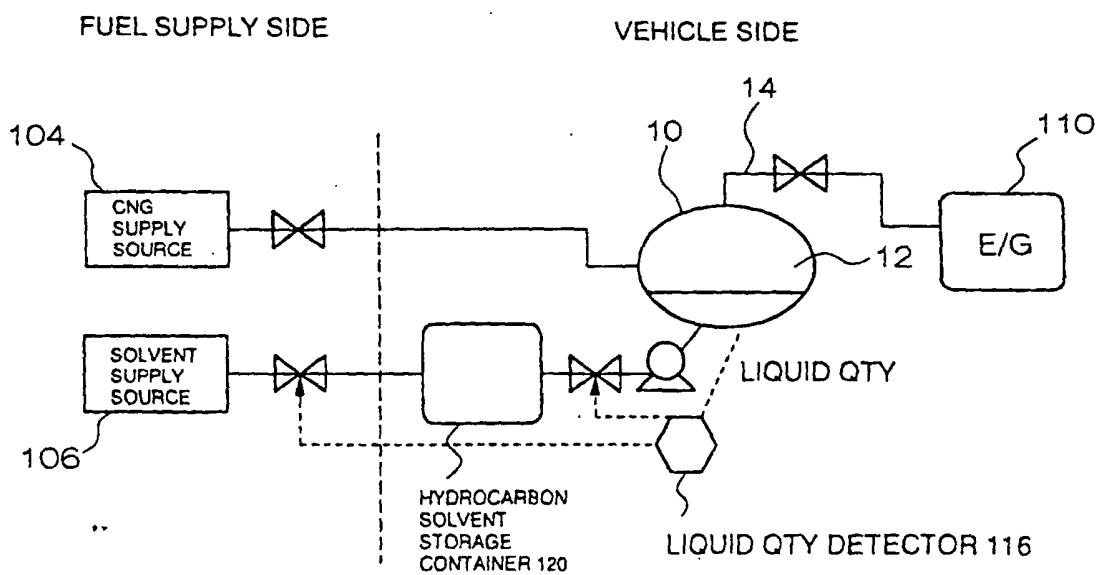 FUEL SUPPLY SIDE
VEHICLE SIDE
104
10
14
110
CNG
SUPPLY
SOURCE
12
E/G
SOLVENT
SUPPLY
SOURCE
LIQUID QTY
106
HYDROCARBON
SOLVENT
STORAGE
CONTAINER 120
LIQUID QTY DETECTOR 116